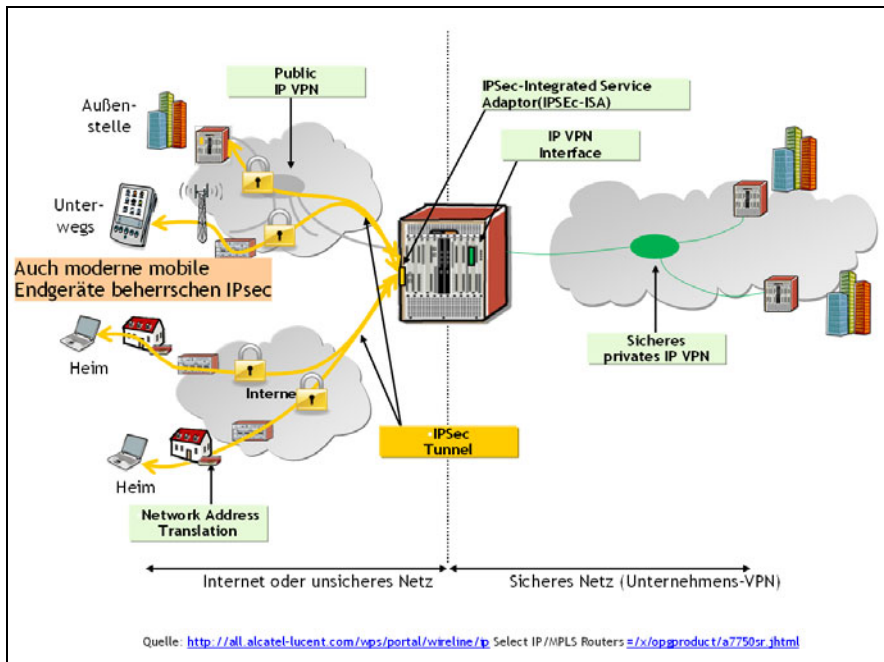 Public
IP VPN
IPSec-Integrated Service
Adaptor(IPSEc-ISA)
Außen-
stelle
IP VPN
Interface
Unter-
wegs
Auch moderne mobile
Endgeräte beherrschen IPsec
Heim
Interne
Sicheres
privates IP VPN
IPSec
Tunnel
Heim
Network Address
Translation
Internet oder unsicheres Netz
Sicheres Netz (Unternehmens-VPN)
Quelle: http://all.alcatel-lucent.com/wps/portal/wireline/ip Select IP/MPLS Routers =/x/opgproduct/a7750sr.jhtml